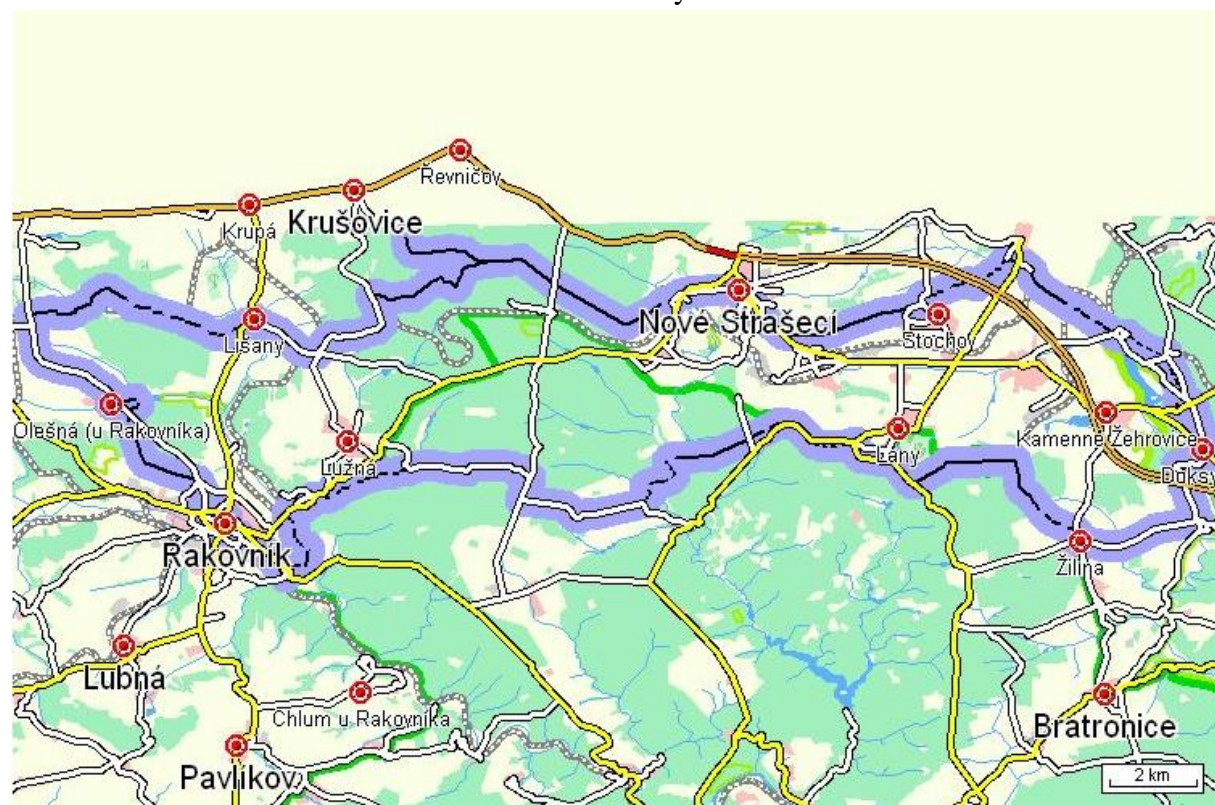 Řevničov
Krupá
Krušovice
Lišany
Nové Strašecí
Stochov
Olešná (u Rakovníka)
Lužná
Lány
Kamenné Žehrovice
Doksy
Rakovník
Žilina
Lubná
Chlum u Rakovníka
Bratronice
Pavlíkov
2 km